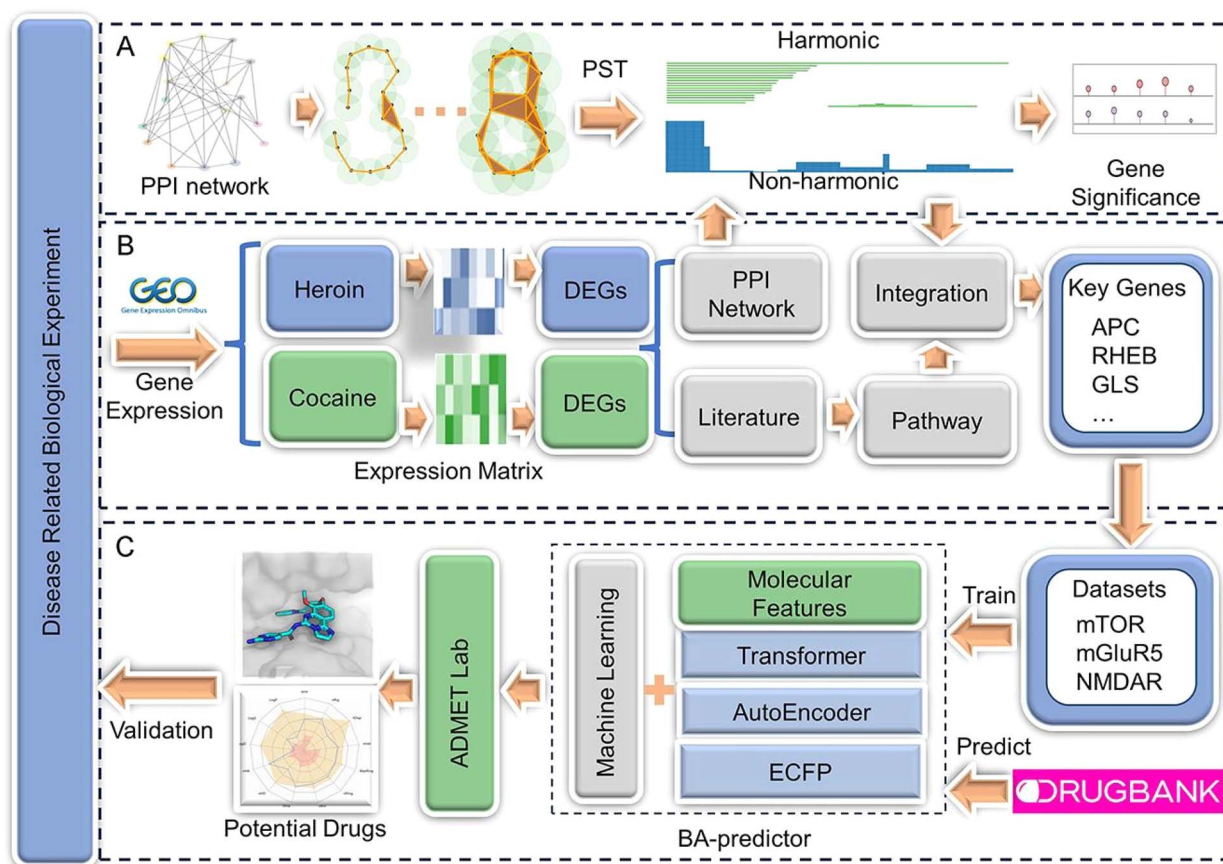 Disease Related Biological Experiment
A
PPI network
PST
Harmonic
Non-harmonic
Gene
Significance
B
GEO
Gene Expression Omnibus
Gene
Expression
Heroin
Cocaine
Expression Matrix
DEGs
DEGs
PPI
Network
Literature
Integration
Pathway
Key Genes
APC
RHEB
GLS
...
C
Validation
Potential Drugs
ADMET Lab
Machine Learning
+
Molecular
Features
Transformer
AutoEncoder
ECFP
BA-predictor
Train
Predict
Datasets
mTOR
mGluR5
NMDAR
DRUGBANK